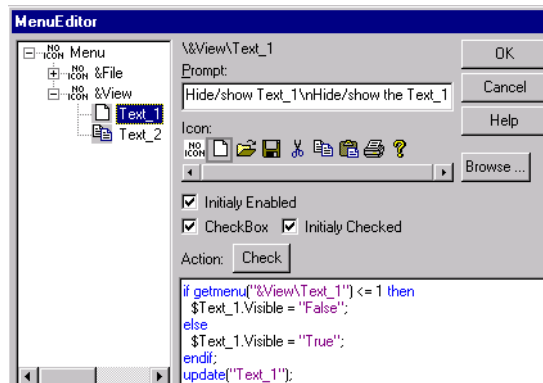 MenuEditor
NO ICON Menu
NO ICON &File
NO ICON &View
Text_1
Text_2
\&View\Text_1
Prompt:
Hide/show Text_1\nHide/show the Text_1
Icon:
NO ICON
Initialy Enabled
CheckBox
Initialy Checked
Action:
Check
OK
Cancel
Help
Browse ...
if getmenu("&View\Text_1") <= 1 then
$Text_1.Visible = "False";
else
$Text_1.Visible = "True";
endif;
update("Text_1");